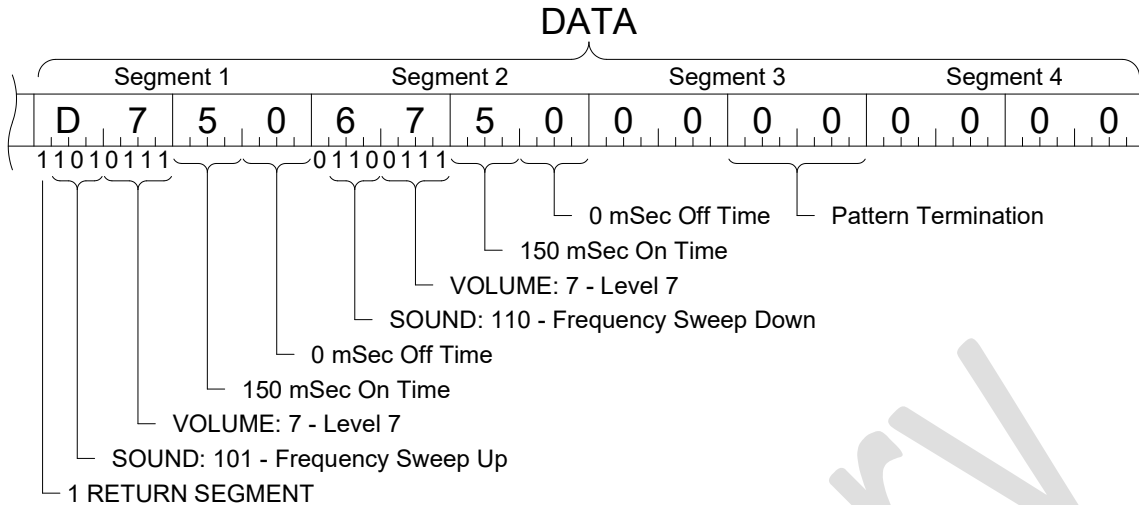 DATA
Segment 1 Segment 2 Segment 3 Segment 4
D 7 5 0 6 7 5 0 0 0 0 0 0 0 0 0
11010111 01100111
0 mSec Off Time Pattern Termination
150 mSec On Time
VOLUME: 7 - Level 7
SOUND: 110 - Frequency Sweep Down
0 mSec Off Time
150 mSec On Time
VOLUME: 7 - Level 7
SOUND: 101 - Frequency Sweep Up
1 RETURN SEGMENT